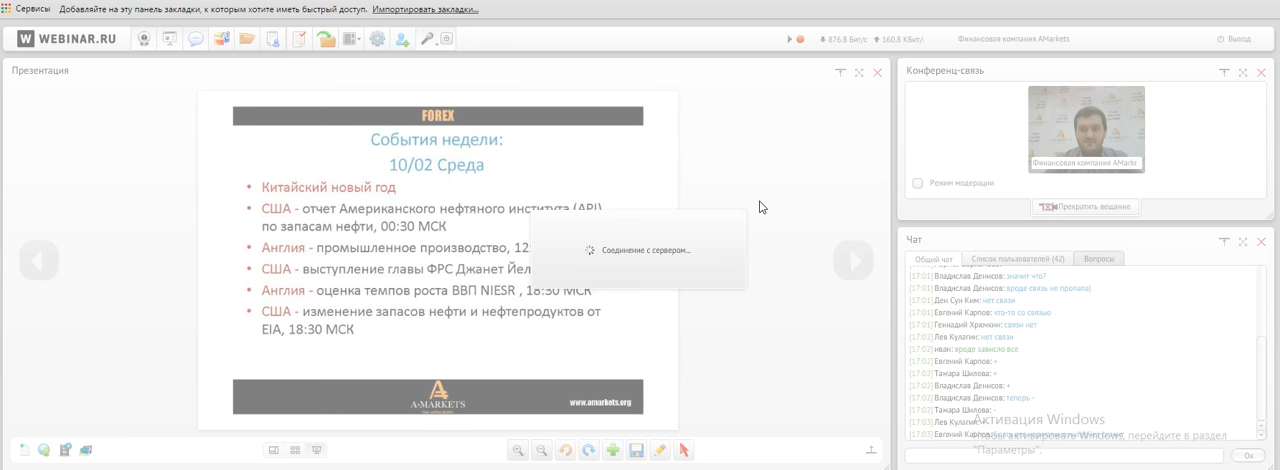 Сервисы Добавляйте на эту панель закладки, к которым хотите иметь быстрый доступ. Импортировать закладки...
W WEBINAR.RU 876.8 Бит/с 160.8 КБит/с Финансовая компания AMarkets Выход
Презентация
FOREX
События недели:
10/02 Среда
• Китайский новый год
• США - отчет Американского нефтяного института (API)
по запасам нефти, 00:30 МСК
• Англия - промышленное производство, 12:
• США - выступление главы ФРС Джанет Йел
• Англия - оценка темпов роста ВВП NIESR , 18:30 МСК
• США - изменение запасов нефти и нефтепродуктов от
EIA, 18:30 МСК
A-MARKETS
www.amarkets.org
Соединение с сервером...
Конференц-связь
Финансовая компания AMarke
Режим модерации
Прекратить вещание
Чат
Общий чат Список пользователей (42) Вопросы
[17:01] Владислав Денисов: значит что?
[17:01] Владислав Денисов: вроде связь не пропала)
[17:01] Ден Сун Ким: нет связи
[17:01] Евгений Карпов: что-то со связью
[17:01] Геннадий Хрючкин: связи нет
[17:02] Лев Кулагин: нет связи
[17:02] иван: вроде зависло все
[17:02] Евгений Карпов: +
[17:02] Тамара Шилова: +
[17:02] Владислав Денисов: +
[17:02] Владислав Денисов: теперь -
[17:02] Тамара Шилова: -
[17:03] Лев Кулагин:
[17:03] Евгений Карпов:
Активация Windows
Чтобы активировать Windows, перейдите в раздел
"Параметры".
Ок